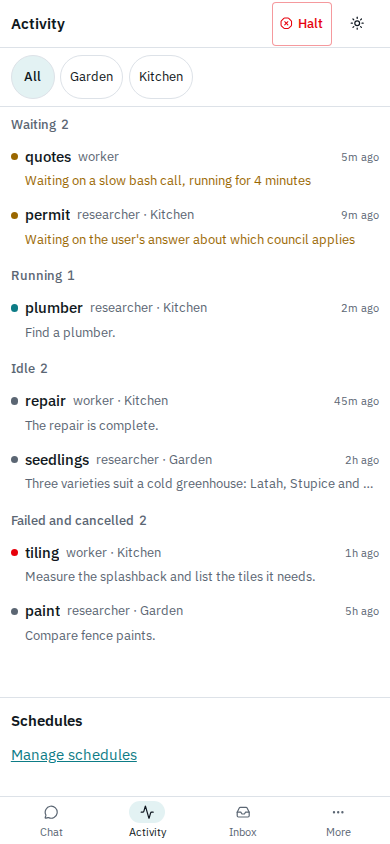 Activity
Halt
All
Garden
Kitchen
Waiting 2
quotes worker 5m ago
Waiting on a slow bash call, running for 4 minutes
permit researcher · Kitchen 9m ago
Waiting on the user's answer about which council applies
Running 1
plumber researcher · Kitchen 2m ago
Find a plumber.
Idle 2
repair worker · Kitchen 45m ago
The repair is complete.
seedlings researcher · Garden 2h ago
Three varieties suit a cold greenhouse: Latah, Stupice and ...
Failed and cancelled 2
tiling worker · Kitchen 1h ago
Measure the splashback and list the tiles it needs.
paint researcher · Garden 5h ago
Compare fence paints.
Schedules
Manage schedules
Chat
Activity
Inbox
More